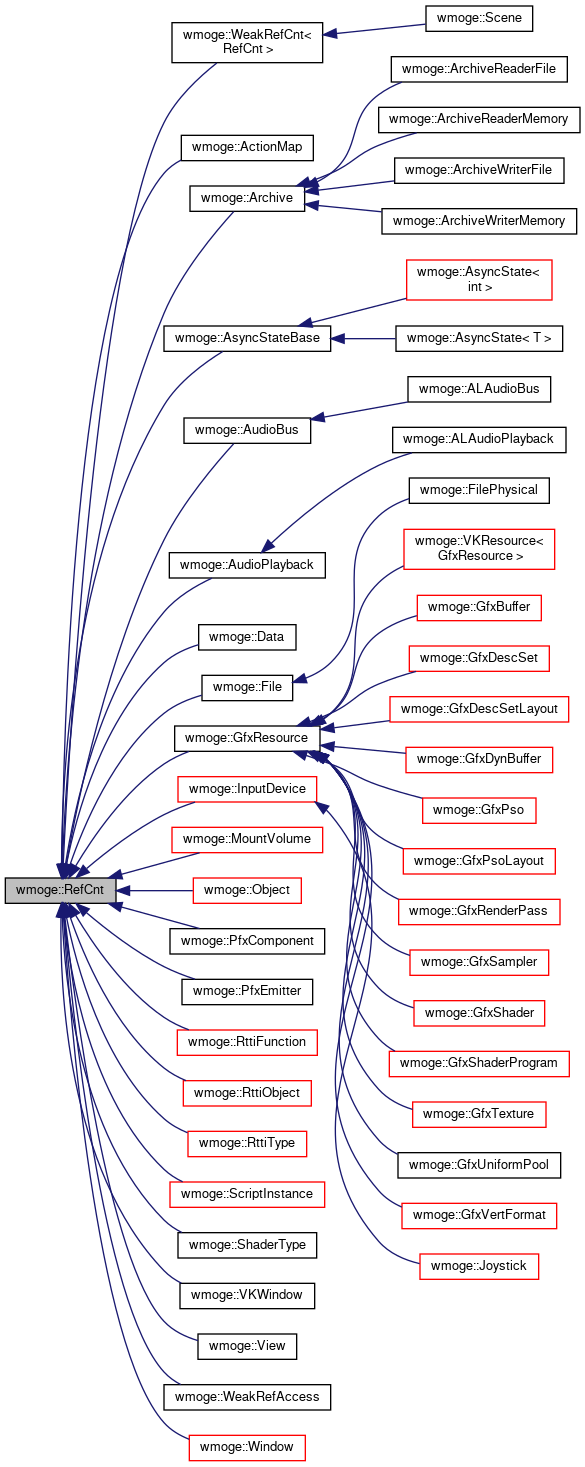 wmoge::RefCnt
wmoge::WeakRefCnt<
RefCnt >
wmoge::ActionMap
wmoge::Archive
wmoge::AsyncStateBase
wmoge::AudioBus
wmoge::AudioPlayback
wmoge::Data
wmoge::File
wmoge::GfxResource
wmoge::InputDevice
wmoge::MountVolume
wmoge::Object
wmoge::PfxComponent
wmoge::PfxEmitter
wmoge::RttiFunction
wmoge::RttiObject
wmoge::RttiType
wmoge::ScriptInstance
wmoge::ShaderType
wmoge::VKWindow
wmoge::View
wmoge::WeakRefAccess
wmoge::Window
wmoge::Scene
wmoge::ArchiveReaderFile
wmoge::ArchiveReaderMemory
wmoge::ArchiveWriterFile
wmoge::ArchiveWriterMemory
wmoge::AsyncState<
int >
wmoge::AsyncState< T >
wmoge::ALAudioBus
wmoge::ALAudioPlayback
wmoge::FilePhysical
wmoge::VKResource<
GfxResource >
wmoge::GfxBuffer
wmoge::GfxDescSet
wmoge::GfxDescSetLayout
wmoge::GfxDynBuffer
wmoge::GfxPso
wmoge::GfxPsoLayout
wmoge::GfxRenderPass
wmoge::GfxSampler
wmoge::GfxShader
wmoge::GfxShaderProgram
wmoge::GfxTexture
wmoge::GfxUniformPool
wmoge::GfxVertFormat
wmoge::Joystick